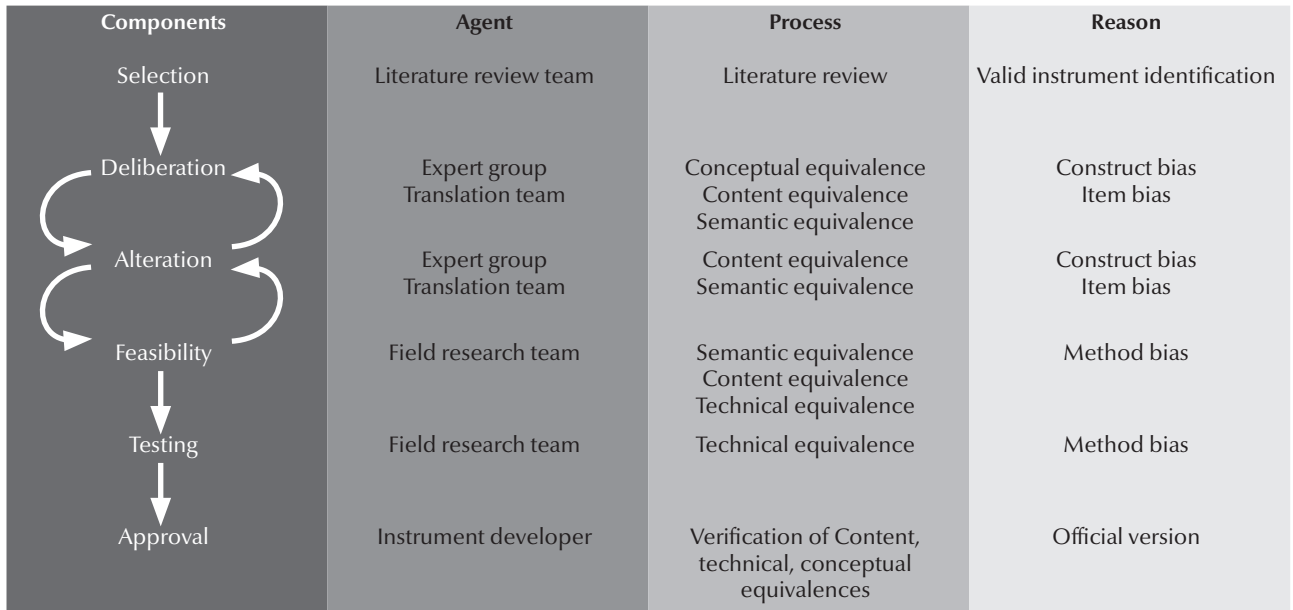 Components Agent Process Reason
Selection Literature review team Literature review Valid instrument identification
Deliberation Expert group Conceptual equivalence Construct bias
Translation team Content equivalence Item bias
Semantic equivalence
Alteration Expert group Content equivalence Construct bias
Translation team Semantic equivalence Item bias
Feasibility Field research team Semantic equivalence Method bias
Content equivalence
Technical equivalence
Testing Field research team Technical equivalence Method bias
Approval Instrument developer Verification of Content, Official version
technical, conceptual
equivalences